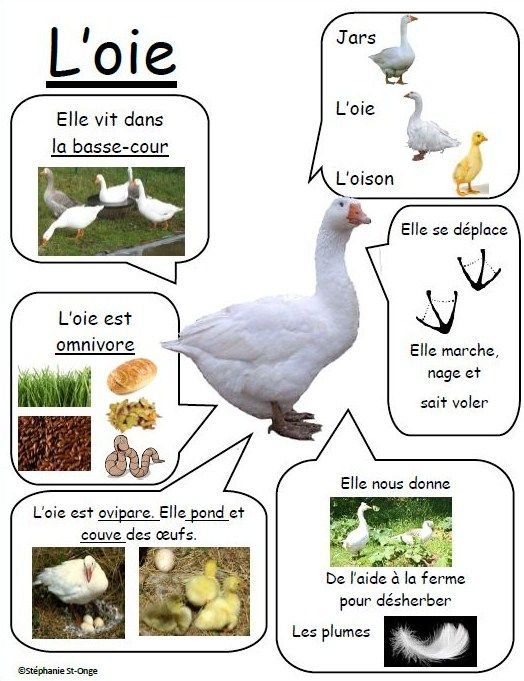 L'oie
Elle vit dans
la basse-cour
Jars
L'oie
L'oison
Elle se déplace
Elle marche,
nage et
sait voler
L'oie est
omnivore
L'oie est ovipare. Elle pond et
couve des œufs.
Elle nous donne
De l'aide à la ferme
pour désherber
Les plumes
©Stéphanie St-Onge